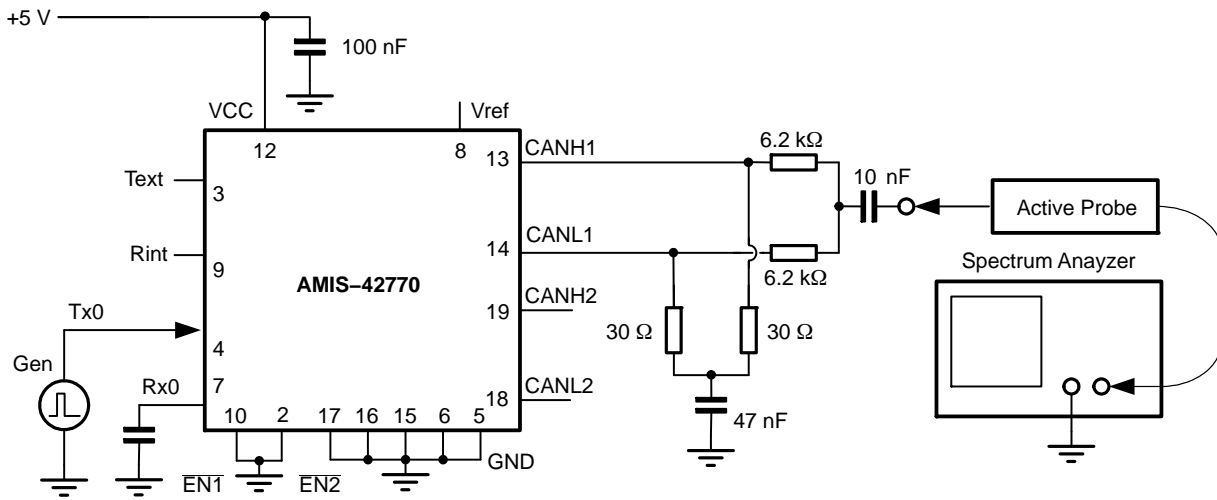 +5 V
100 nF
VCC
Vref
12
8
13
CANH1
6.2 kΩ
10 nF
Text
3
Active Probe
14
CANL1
6.2 kΩ
Rint
9
AMIS−42770
Spectrum Anayzer
19
CANH2
Tx0
4
30 Ω
30 Ω
Gen
7
Rx0
18
CANL2
10
2
17
16
15
6
5
47 nF
EN1
EN2
GND